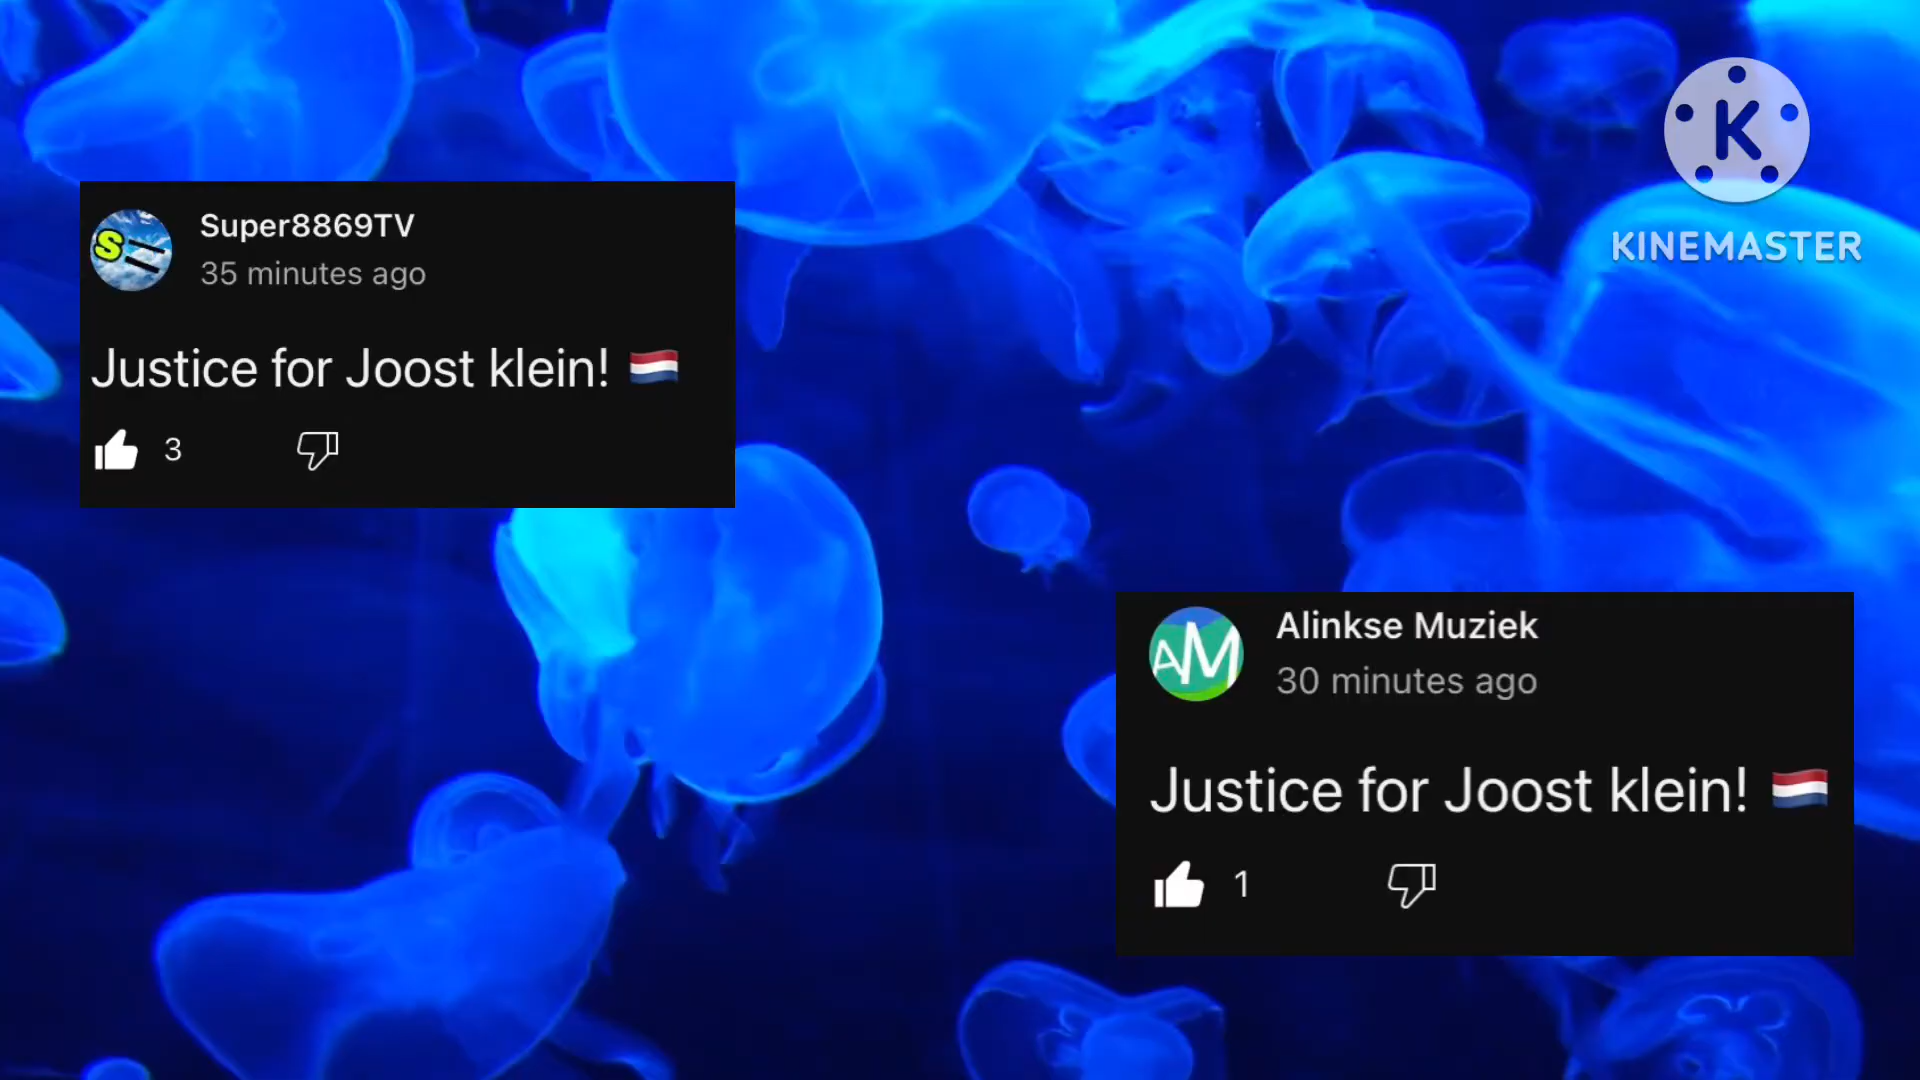 Super8869TV
35 minutes ago
Justice for Joost klein! 🇳🇱
3
K
KINEMASTER
S
AM
Alinkse Muziek
30 minutes ago
Justice for Joost klein! 🇳🇱
1